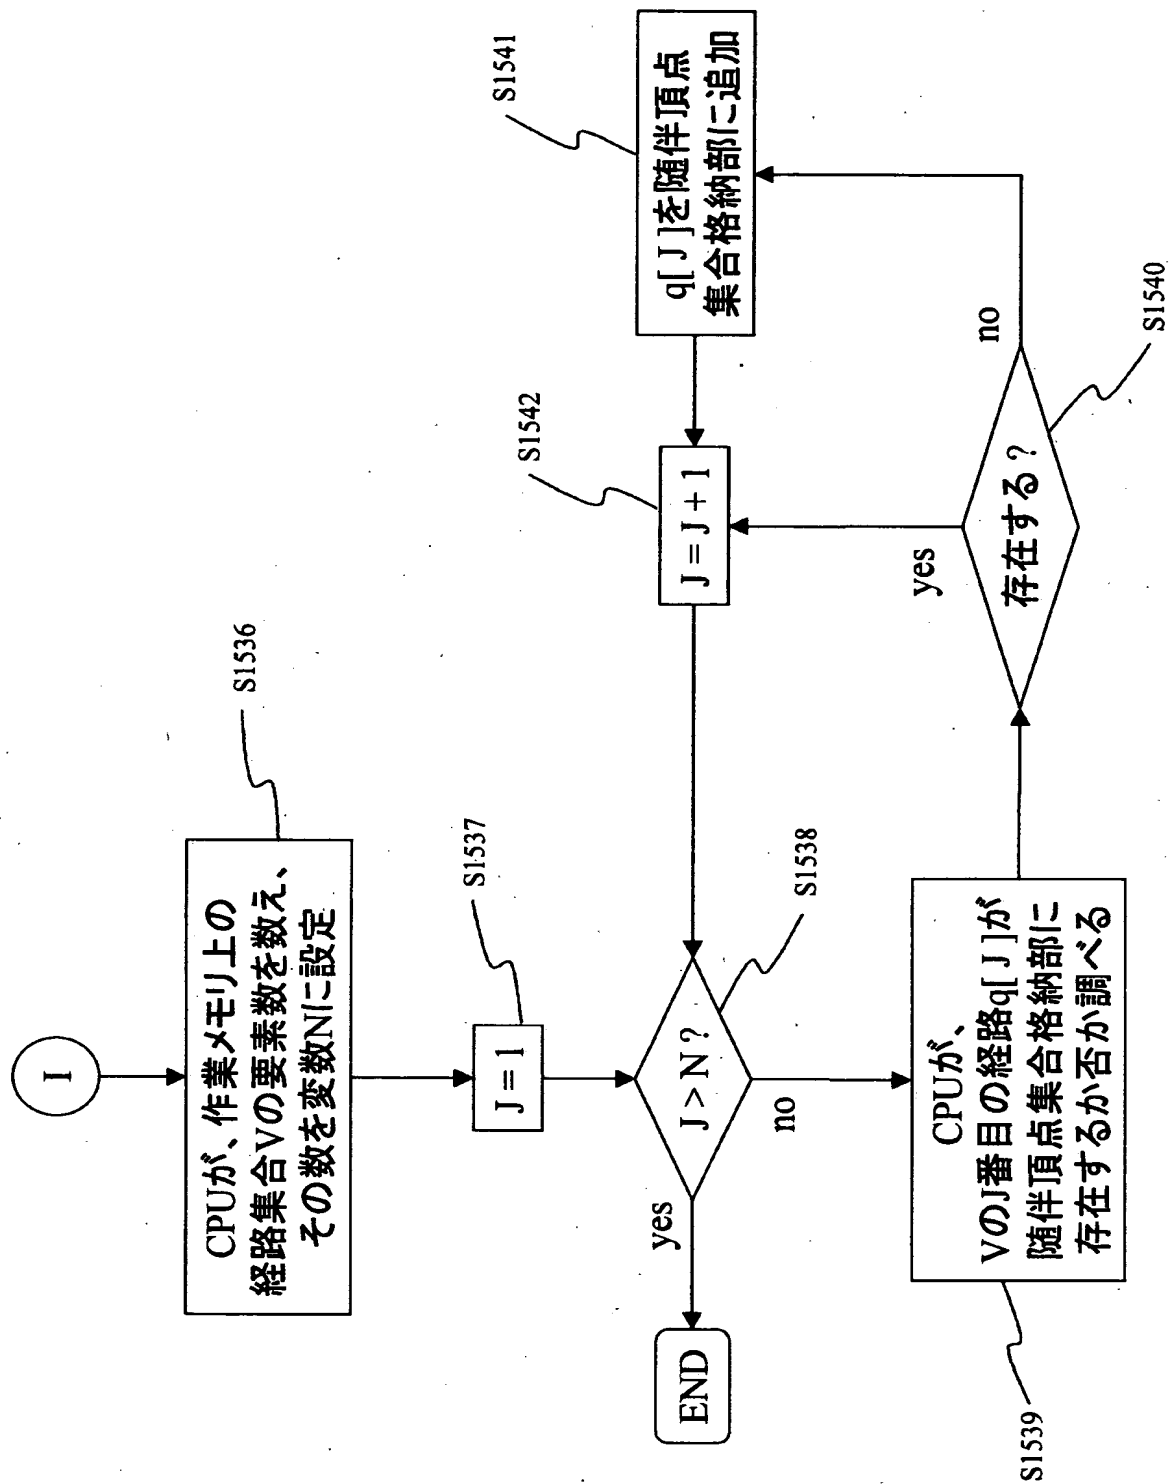 I
CPUが、作業メモリ上の
経路集合Vの要素数を数え、
その数を変数Nに設定
S1536
J = 1
S1537
J > N ?
S1538
yes
no
END
CPUが、
VのJ番目の経路q[ J ]が
随伴頂点集合格納部に
存在するか否か調べる
S1539
存在する ?
S1540
yes
no
q[ J ]を随伴頂点
集合格納部に追加
S1541
J = J + 1
S1542